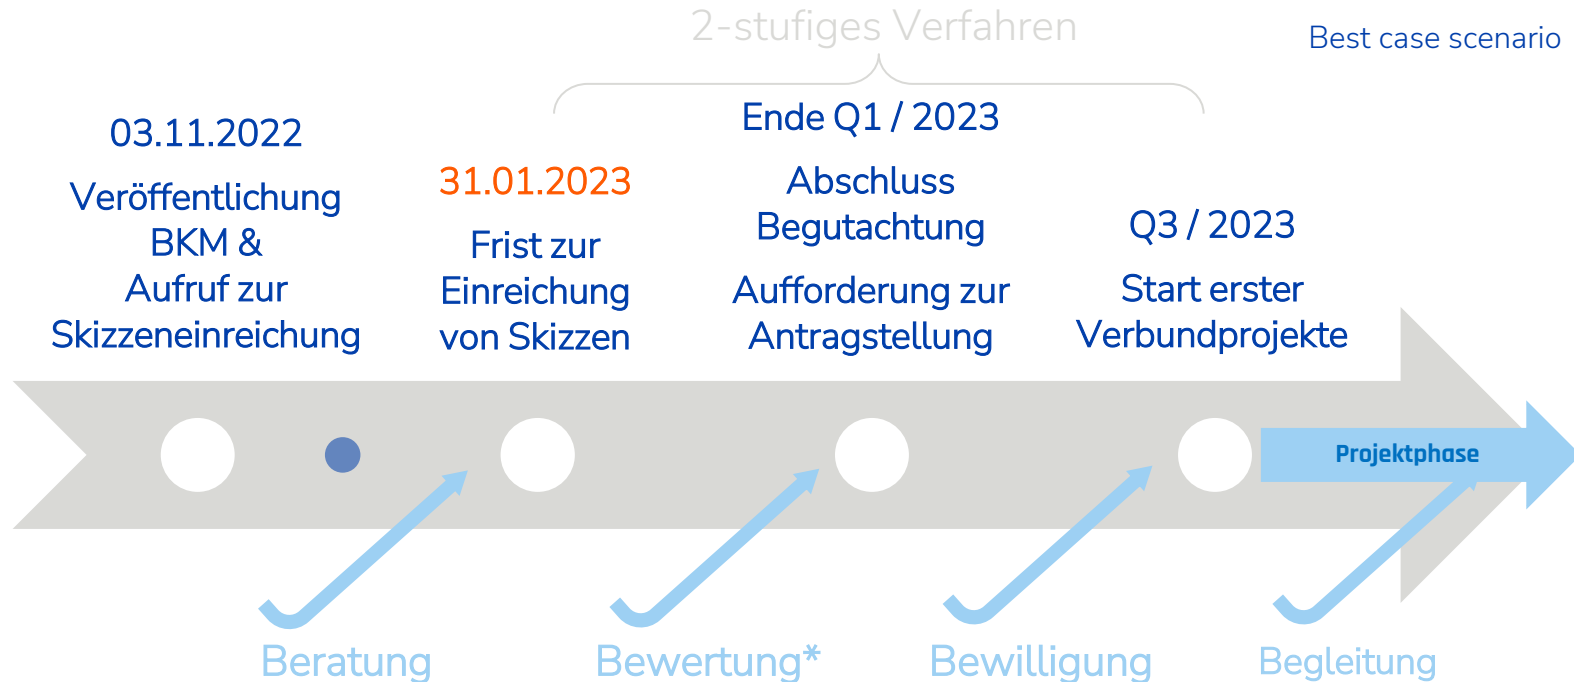 2-stufiges Verfahren
Best case scenario
03.11.2022
Veröffentlichung
BKM &
Aufruf zur
Skizzeneinreichung
31.01.2023
Frist zur
Einreichung
von Skizzen
Ende Q1 / 2023
Abschluss
Begutachtung
Aufforderung zur
Antragstellung
Q3 / 2023
Start erster
Verbundprojekte
Projektphase
Beratung
Bewertung*
Bewilligung
Begleitung